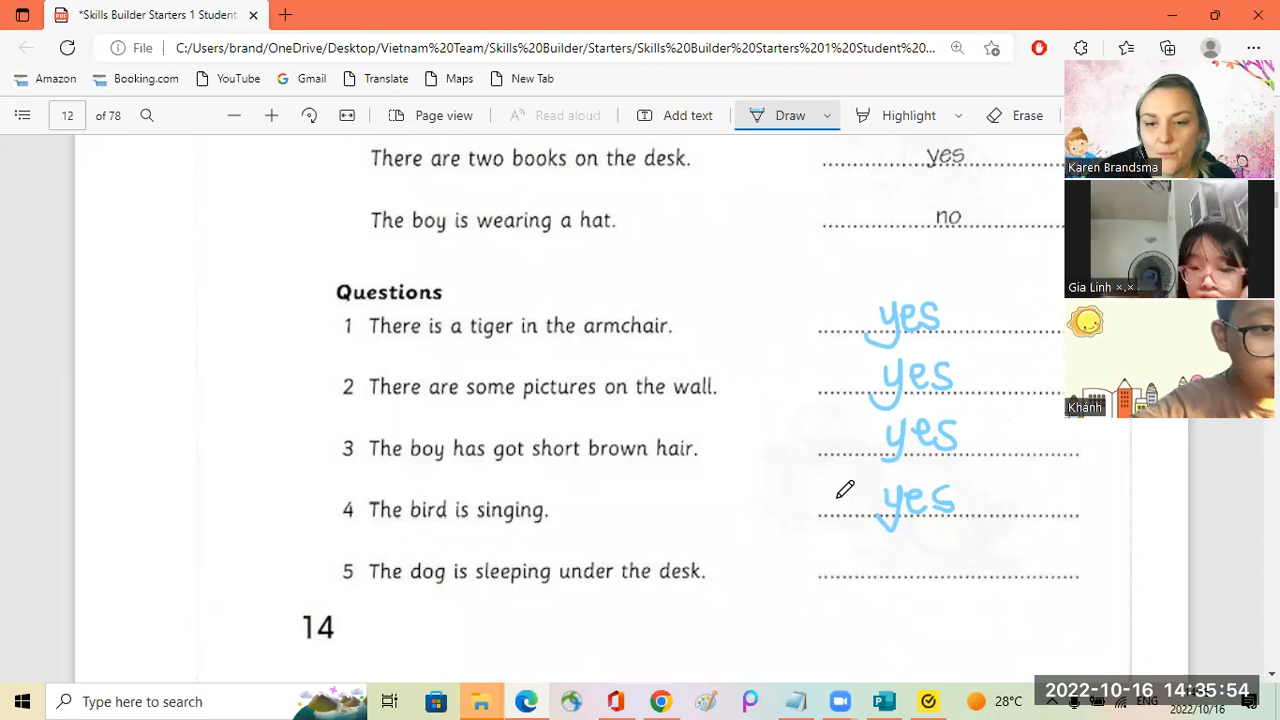 *Skills Builder Starters 1 Student
File C:/Users/brand/OneDrive/Desktop/Vietnam%20Team/Skills%20Builder/Starters/Skills%20Builder%20Starters%201%20Student%20...
Amazon Booking.com YouTube Gmail Translate Maps New Tab
12 of 78 Page view Read aloud Add text Draw Highlight Erase
There are two books on the desk. yes
The boy is wearing a hat. no
Questions
1 There is a tiger in the armchair. yes
2 There are some pictures on the wall. yes
3 The boy has got short brown hair. yes
4 The bird is singing. yes
5 The dog is sleeping under the desk.
14
Karen Brandsma
Gia Linh ×.×
Khánh
Type here to search
28°C ENG
2022-10-16 14:35:54
2022/10/16